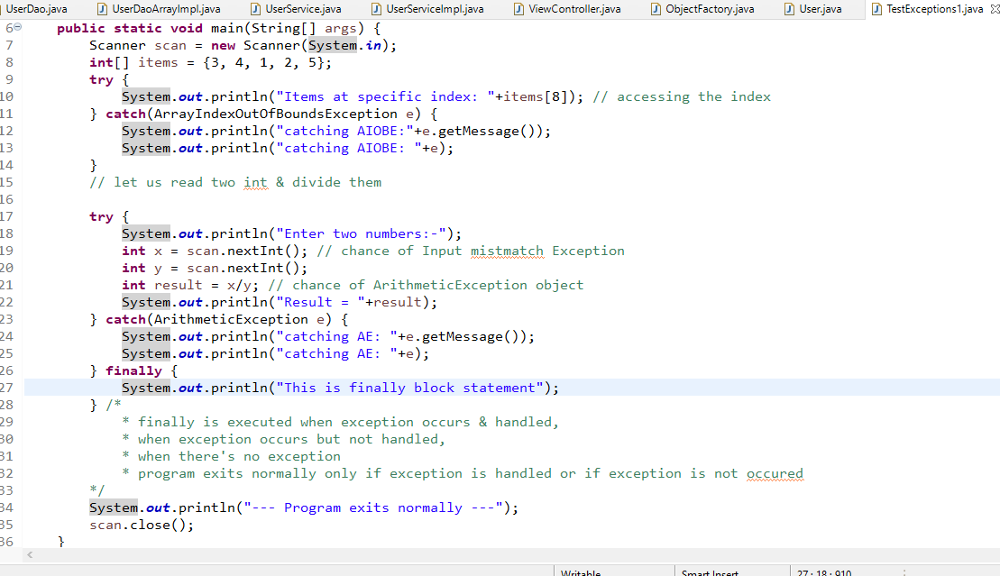 UserDao.java UserDaoArrayImpl.java UserService.java UserServiceImpl.java ViewController.java ObjectFactory.java User.java TestExceptions1.java
6 public static void main(String[] args) {
7 Scanner scan = new Scanner(System.in);
8 int[] items = {3, 4, 1, 2, 5};
9 try {
10 System.out.println("Items at specific index: "+items[8]); // accessing the index
11 } catch(ArrayIndexOutOfBoundsException e) {
12 System.out.println("catching AIOBE:"+e.getMessage());
13 System.out.println("catching AIOBE: "+e);
14 }
15 // let us read two int & divide them
16
17 try {
18 System.out.println("Enter two numbers:-");
19 int x = scan.nextInt(); // chance of Input mistmatch Exception
20 int y = scan.nextInt();
21 int result = x/y; // chance of ArithmeticException object
22 System.out.println("Result = "+result);
23 } catch(ArithmeticException e) {
24 System.out.println("catching AE: "+e.getMessage());
25 System.out.println("catching AE: "+e);
26 } finally {
27 System.out.println("This is finally block statement");
28 } /*
29 * finally is executed when exception occurs & handled,
30 * when exception occurs but not handled,
31 * when there's no exception
32 * program exits normally only if exception is handled or if exception is not occured
33 */
34 System.out.println("--- Program exits normally ---");
35 scan.close();
36 }
Writable Smart Insert 27 : 18 : 910